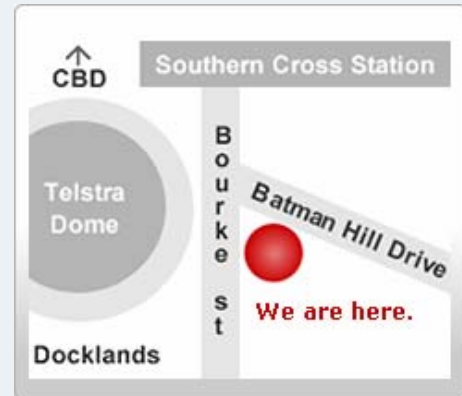 CBD
Southern Cross Station
Telstra
Dome
Bourke st
Batman Hill Drive
We are here.
Docklands